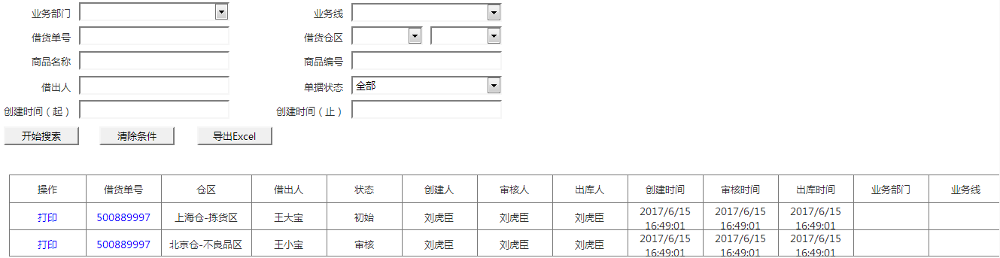 业务部门 业务线
借货单号 借货仓区
商品名称 商品编号
借出人 单据状态 全部
创建时间（起） 创建时间（止）
开始搜索 清除条件 导出Excel
操作 借货单号 仓区 借出人 状态 创建人 审核人 出库人 创建时间 审核时间 出库时间 业务部门 业务线
打印 500889997 上海仓-拣货区 王大宝 初始 刘虎臣 刘虎臣 刘虎臣 2017/6/15 16:49:01 2017/6/15 16:49:01 2017/6/15 16:49:01
打印 500889997 北京仓-不良品区 王小宝 审核 刘虎臣 刘虎臣 刘虎臣 2017/6/15 16:49:01 2017/6/15 16:49:01 2017/6/15 16:49:01